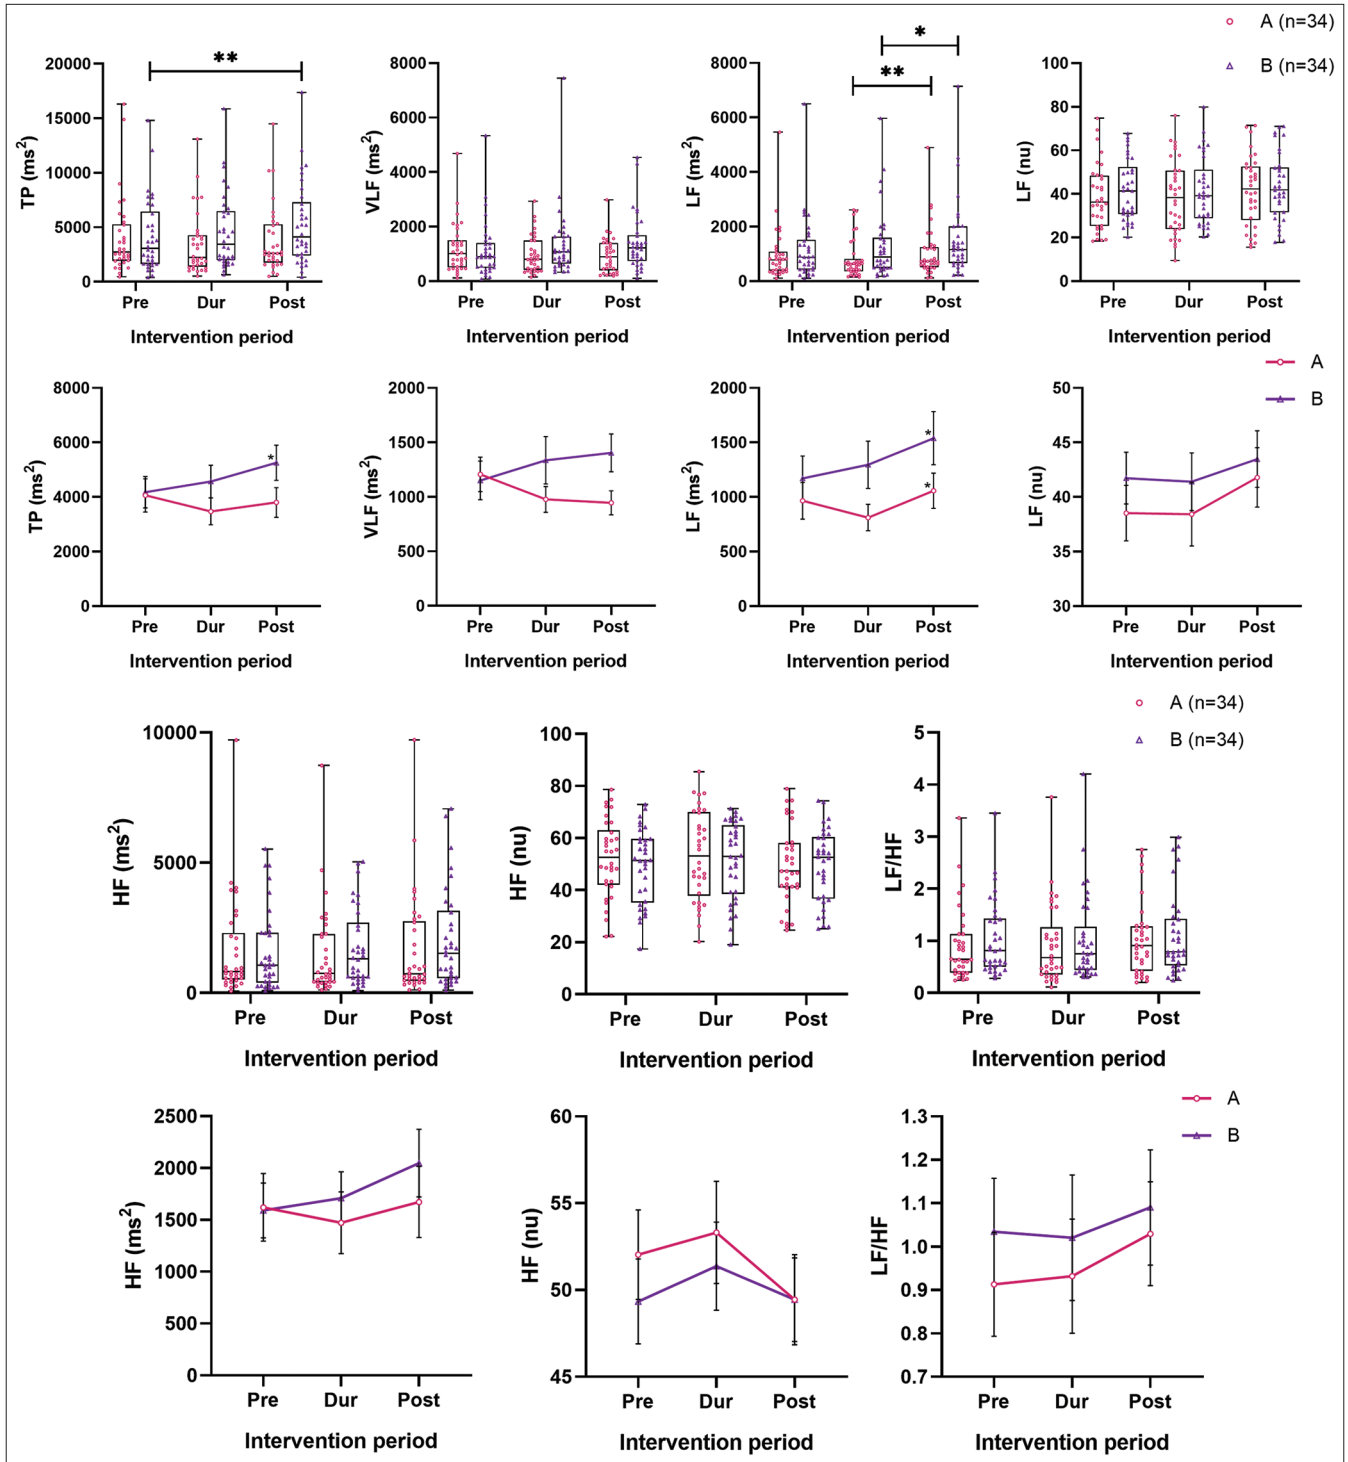 A (n=34)
B (n=34)
**
*
**
TP (ms2)
20000
15000
10000
5000
0
Pre Dur Post
Intervention period
VLF (ms2)
8000
6000
4000
2000
0
Pre Dur Post
Intervention period
LF (ms2)
8000
6000
4000
2000
0
Pre Dur Post
Intervention period
LF (nu)
100
80
60
40
20
0
Pre Dur Post
Intervention period
A
B
TP (ms2)
8000
6000
4000
2000
0
*
Pre Dur Post
Intervention period
VLF (ms2)
2000
1500
1000
500
0
Pre Dur Post
Intervention period
LF (ms2)
2000
1500
1000
500
0
*
*
Pre Dur Post
Intervention period
LF (nu)
50
45
40
35
30
Pre Dur Post
Intervention period
A (n=34)
B (n=34)
HF (ms2)
10000
5000
0
Pre Dur Post
Intervention period
HF (nu)
100
80
60
40
20
0
Pre Dur Post
Intervention period
LF/HF
5
4
3
2
1
0
Pre Dur Post
Intervention period
A
B
HF (ms2)
2500
2000
1500
1000
500
0
Pre Dur Post
Intervention period
HF (nu)
60
55
50
45
Pre Dur Post
Intervention period
LF/HF
1.3
1.2
1.1
1.0
0.9
0.8
0.7
Pre Dur Post
Intervention period